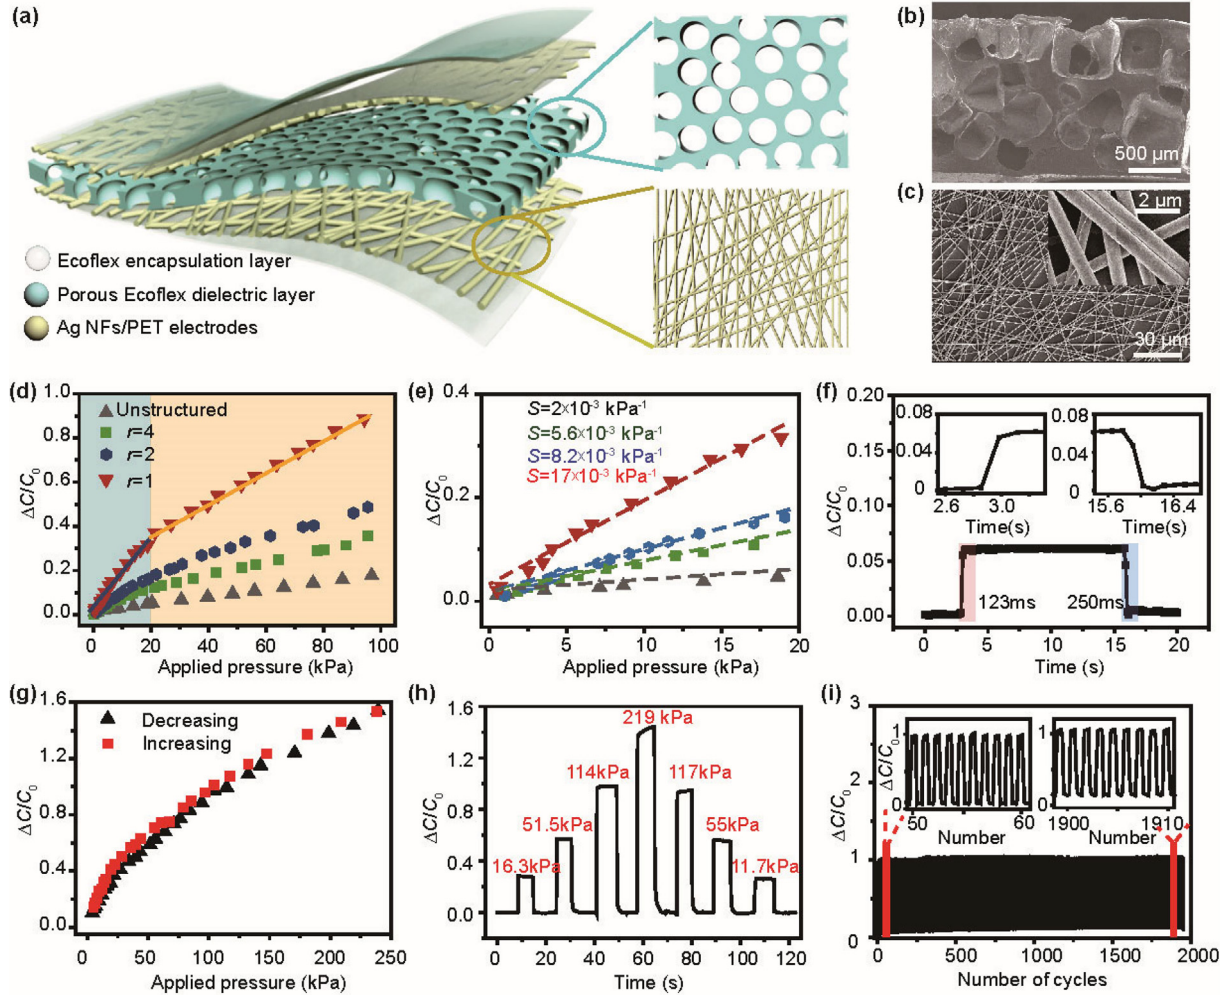 (a)
Ecoflex encapsulation layer
Porous Ecoflex dielectric layer
Ag NFs/PET electrodes
(b)
500 μm
(c)
2 μm
30 μm
(d)
1.0
0.8
0.6
0.4
0.2
0.0
ΔC/C0
Unstructured
r=4
r=2
r=1
0 20 40 60 80 100
Applied pressure (kPa)
(e)
0.4
0.2
0.0
ΔC/C0
S=2×10-3 kPa-1
S=5.6×10-3 kPa-1
S=8.2×10-3 kPa-1
S=17×10-3 kPa-1
0 5 10 15 20
Applied pressure (kPa)
(f)
0.20
0.15
0.10
0.05
0.00
ΔC/C0
0.08
0.04
0
2.6 3.0
Time(s)
0.08
0.04
0
15.6 16.4
Time(s)
123ms
250ms
0 5 10 15 20
Time (s)
(g)
1.6
1.2
0.8
0.4
0.0
ΔC/C0
Decreasing
Increasing
0 50 100 150 200 250
Applied pressure (kPa)
(h)
1.6
1.2
0.8
0.4
0.0
ΔC/C0
16.3kPa
51.5kPa
114kPa
219 kPa
117kPa
55kPa
11.7kPa
0 20 40 60 80 100 120
Time (s)
(i)
3
2
1
0
ΔC/C0
ΔC/C0
1
0
50 60
Number
1
0
1900 1910
Number
0 500 1000 1500 2000
Number of cycles